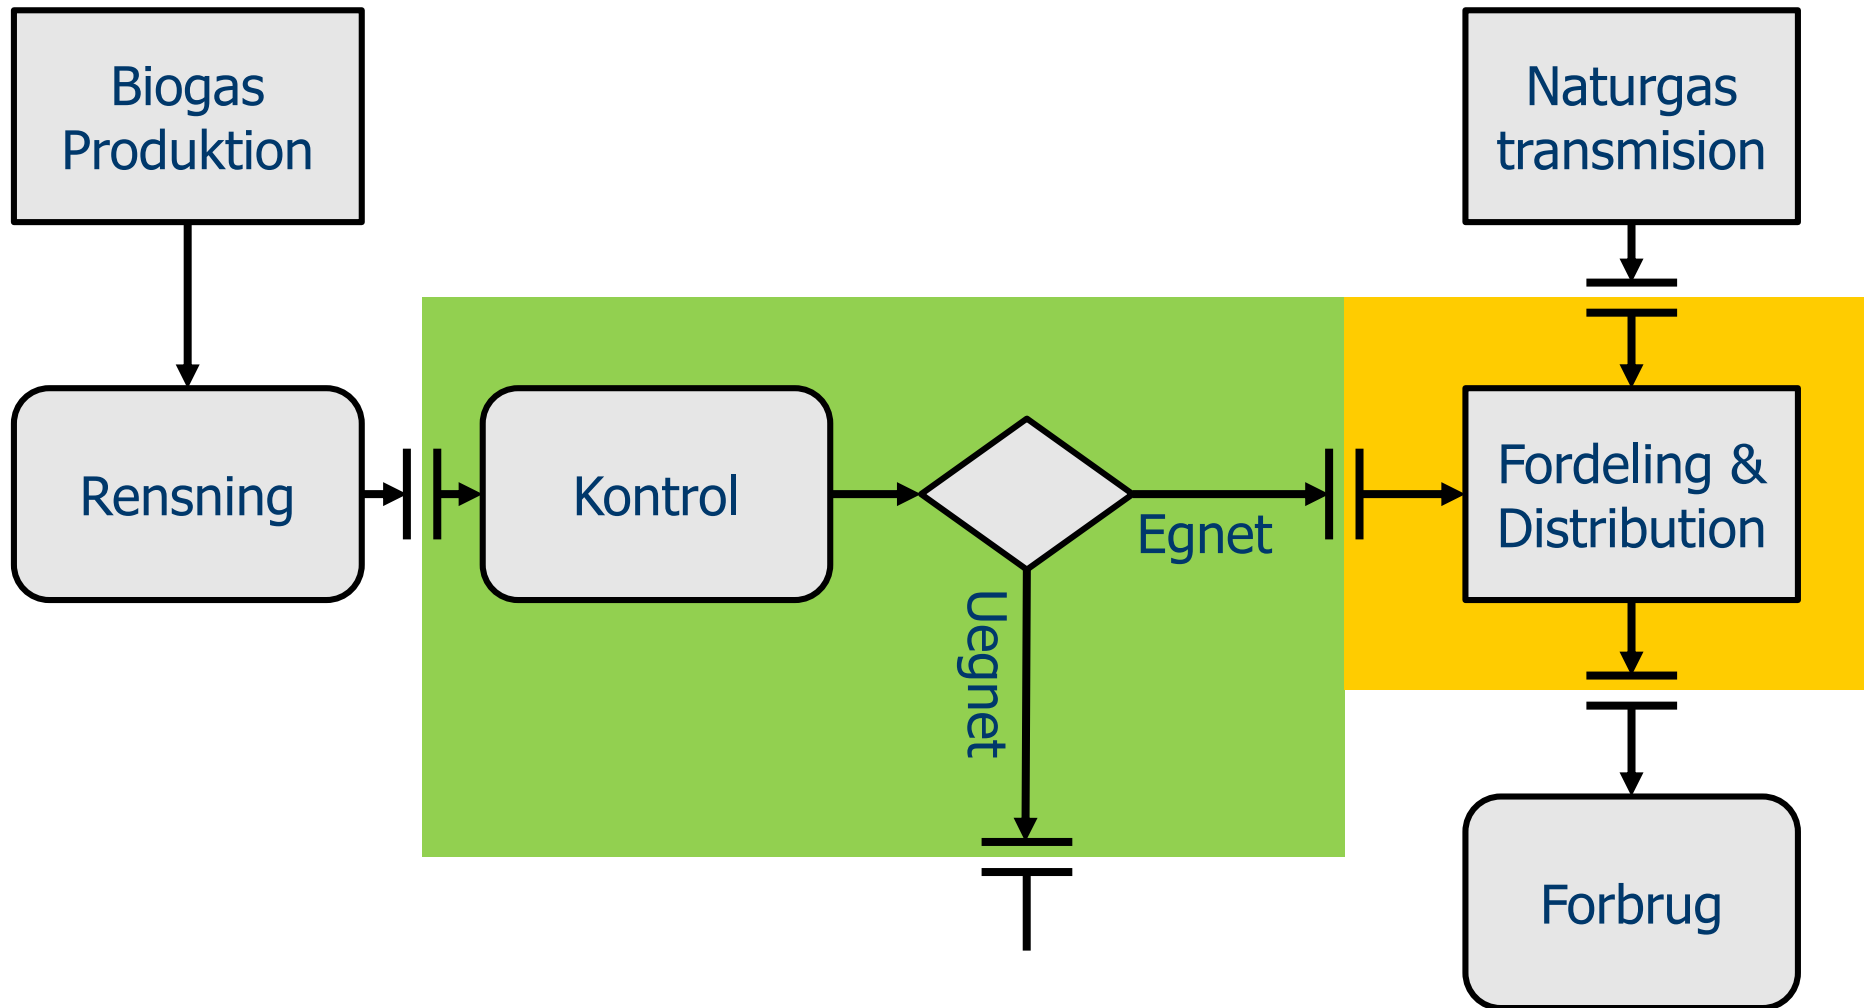 Biogas
Produktion
Naturgas
transmision
Rensning
Kontrol
Egnet
Uegnet
Fordeling &
Distribution
Forbrug